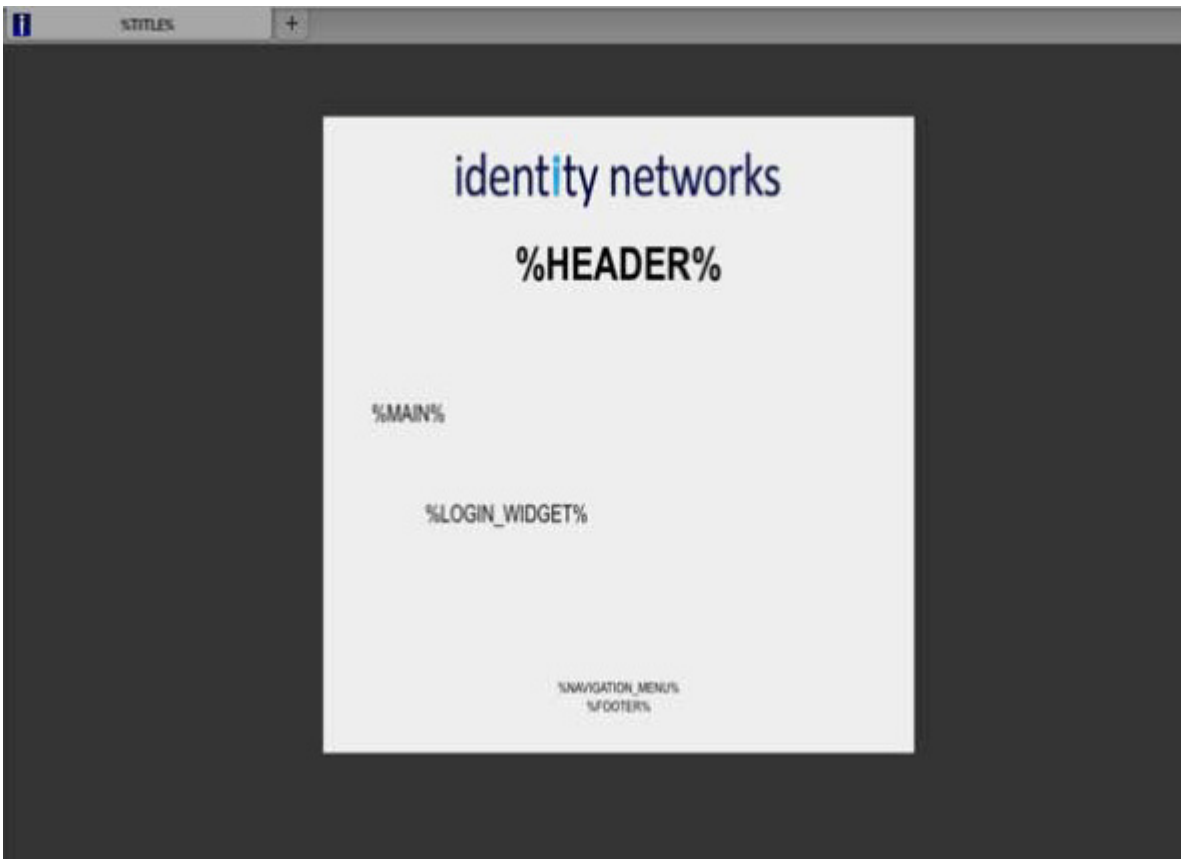 i %TITLE% +
identity networks
%HEADER%
%MAIN%
%LOGIN_WIDGET%
%NAVIGATION_MENU%
%FOOTER%